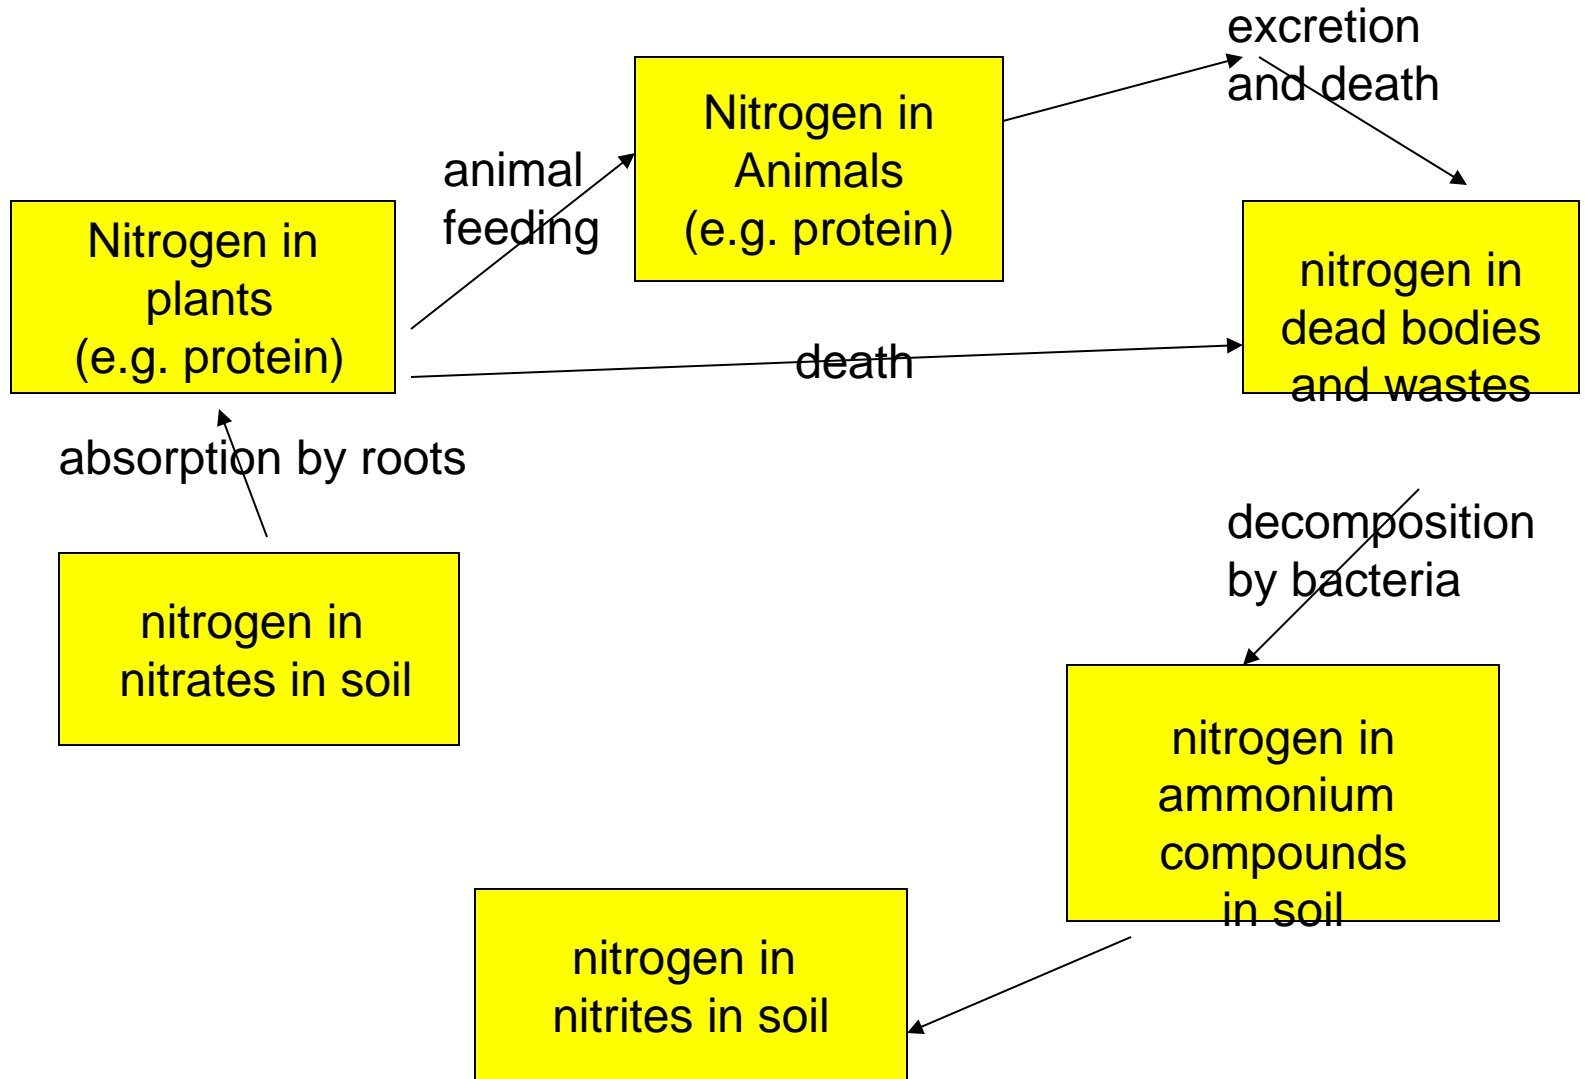 excretion
and death
Nitrogen in
Animals
(e.g. protein)
animal
feeding
Nitrogen in
plants
(e.g. protein)
nitrogen in
dead bodies
and wastes
death
absorption by roots
decomposition
by bacteria
nitrogen in
nitrates in soil
nitrogen in
ammonium
compounds
in soil
nitrogen in
nitrites in soil